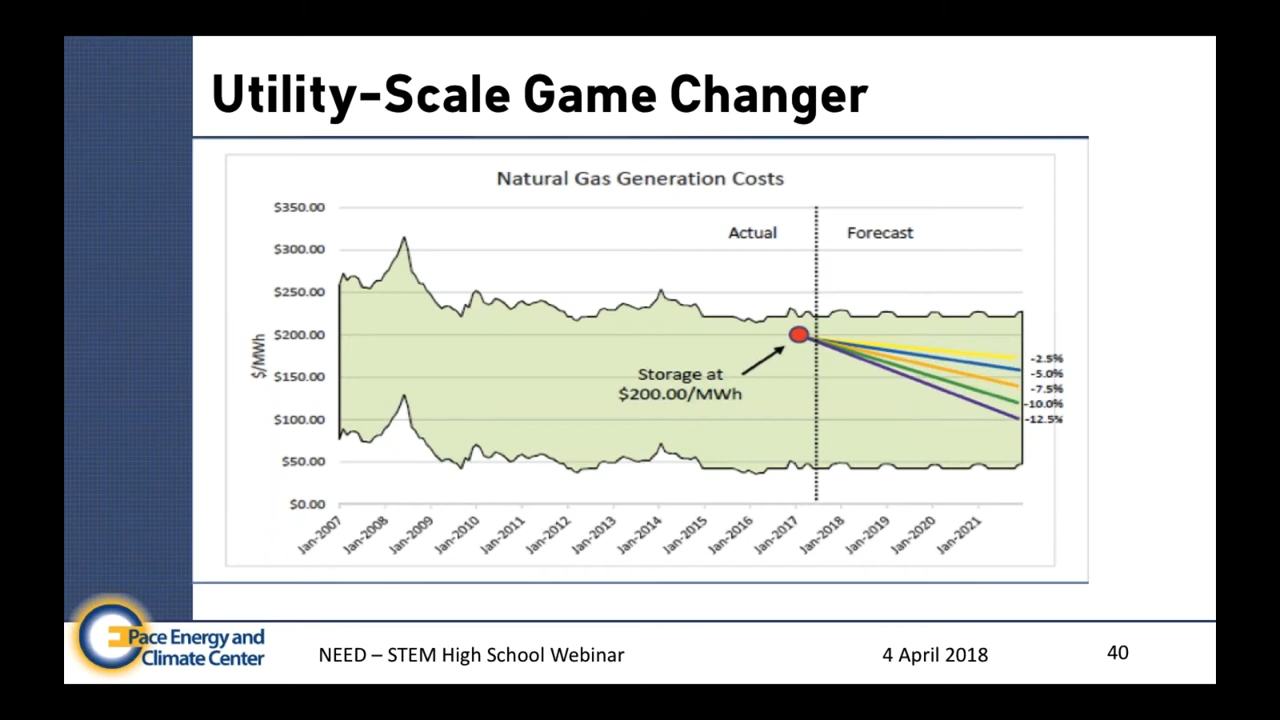 Utility-Scale Game Changer
Natural Gas Generation Costs
$350.00
$300.00
$250.00
$200.00
$150.00
$100.00
$50.00
$0.00
$/MWh
Actual
Forecast
Storage at
$200.00/MWh
-2.5%
-5.0%
-7.5%
-10.0%
-12.5%
Jan-2007
Jan-2008
Jan-2009
Jan-2010
Jan-2011
Jan-2012
Jan-2013
Jan-2014
Jan-2015
Jan-2016
Jan-2017
Jan-2018
Jan-2019
Jan-2020
Jan-2021
Pace Energy and
Climate Center
NEED – STEM High School Webinar
4 April 2018
40